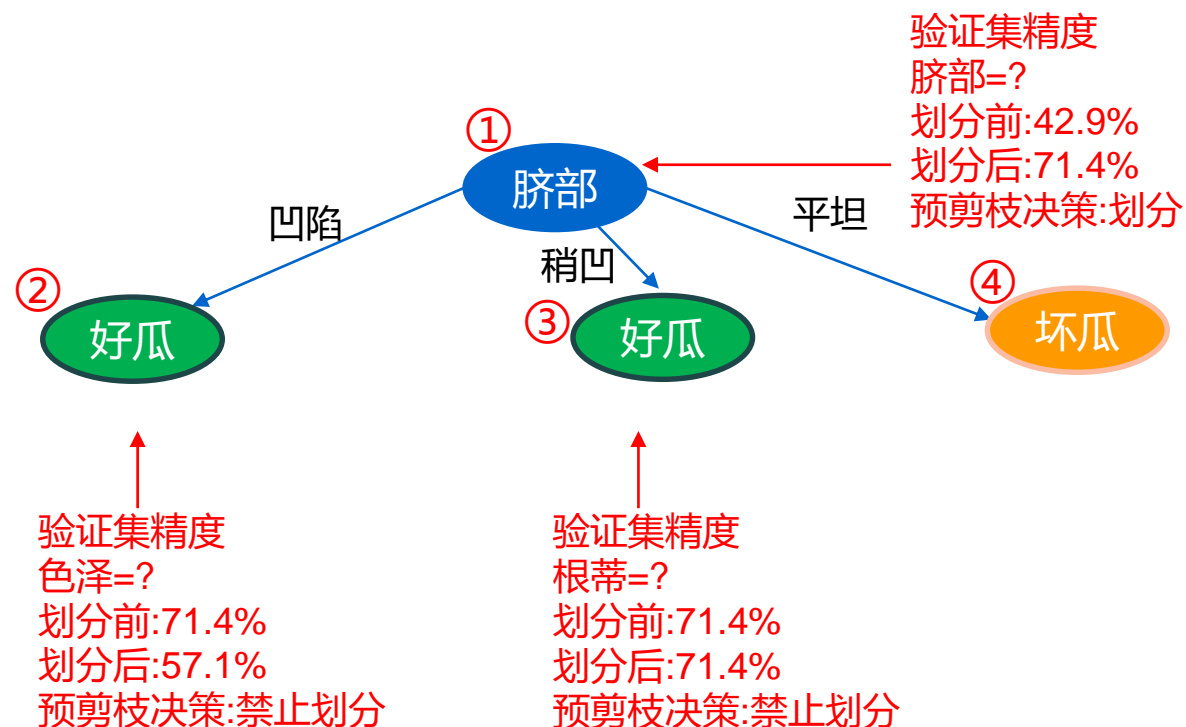 验证集精度
脐部=?
划分前:42.9%
划分后:71.4%
预剪枝决策:划分
①
脐部
凹陷
稍凹
平坦
②
好瓜
③
好瓜
④
坏瓜
验证集精度
色泽=?
划分前:71.4%
划分后:57.1%
预剪枝决策:禁止划分
验证集精度
根蒂=?
划分前:71.4%
划分后:71.4%
预剪枝决策:禁止划分